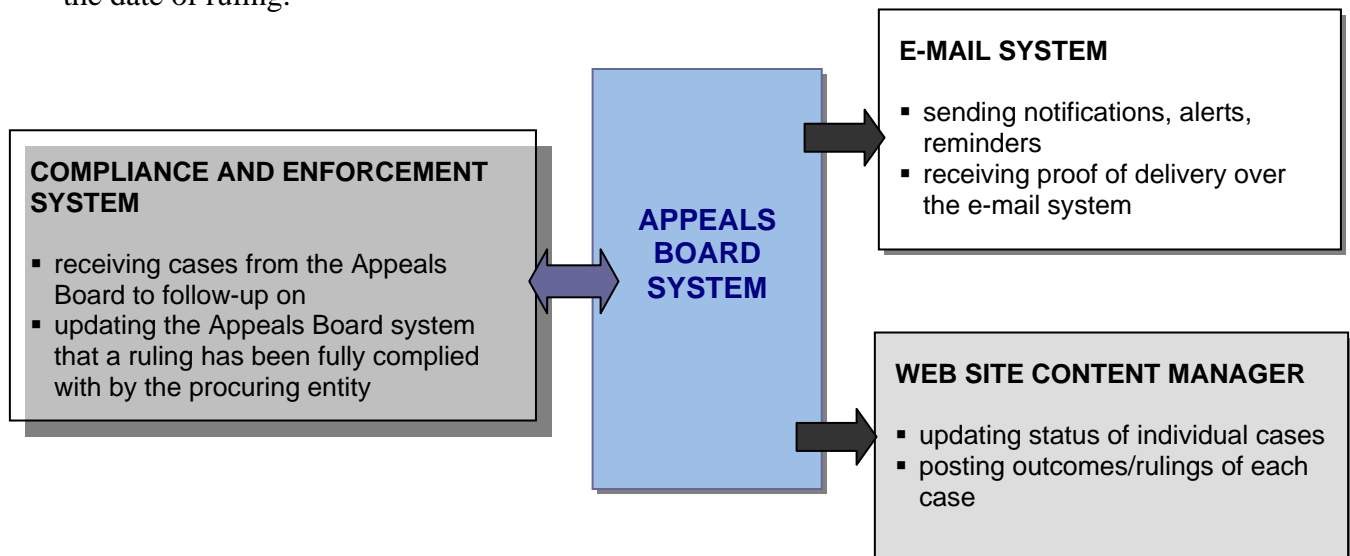 the date of ruling.
E-MAIL SYSTEM
▪ sending notifications, alerts,
reminders
▪ receiving proof of delivery over
the e-mail system
COMPLIANCE AND ENFORCEMENT
SYSTEM
▪ receiving cases from the Appeals
Board to follow-up on
▪ updating the Appeals Board system
that a ruling has been fully complied
with by the procuring entity
APPEALS
BOARD
SYSTEM
WEB SITE CONTENT MANAGER
▪ updating status of individual cases
▪ posting outcomes/rulings of each
case